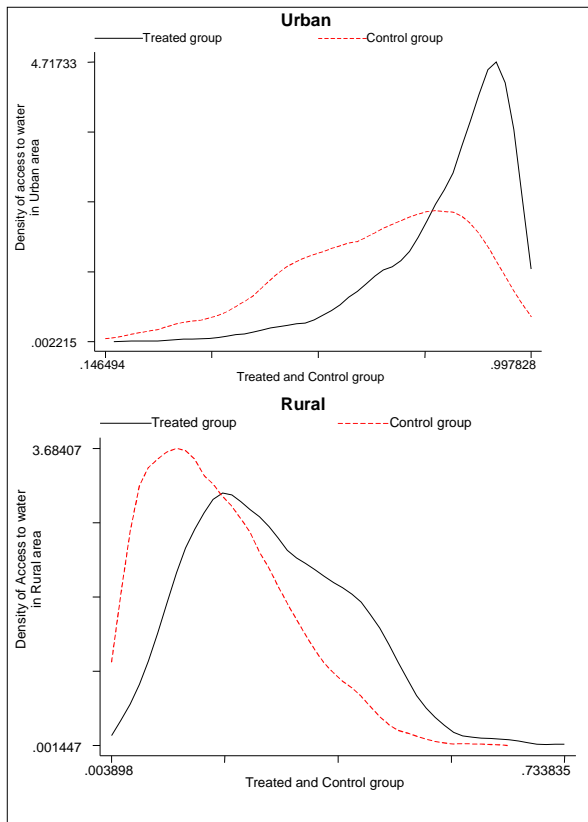 Urban
Treated group
Control group
4.71733
Density of access to water
in Urban area
.002215
.146494
.997828
Treated and Control group
Rural
Treated group
Control group
3.68407
Density of Access to water
in Rural area
.001447
.003898
.733835
Treated and Control group